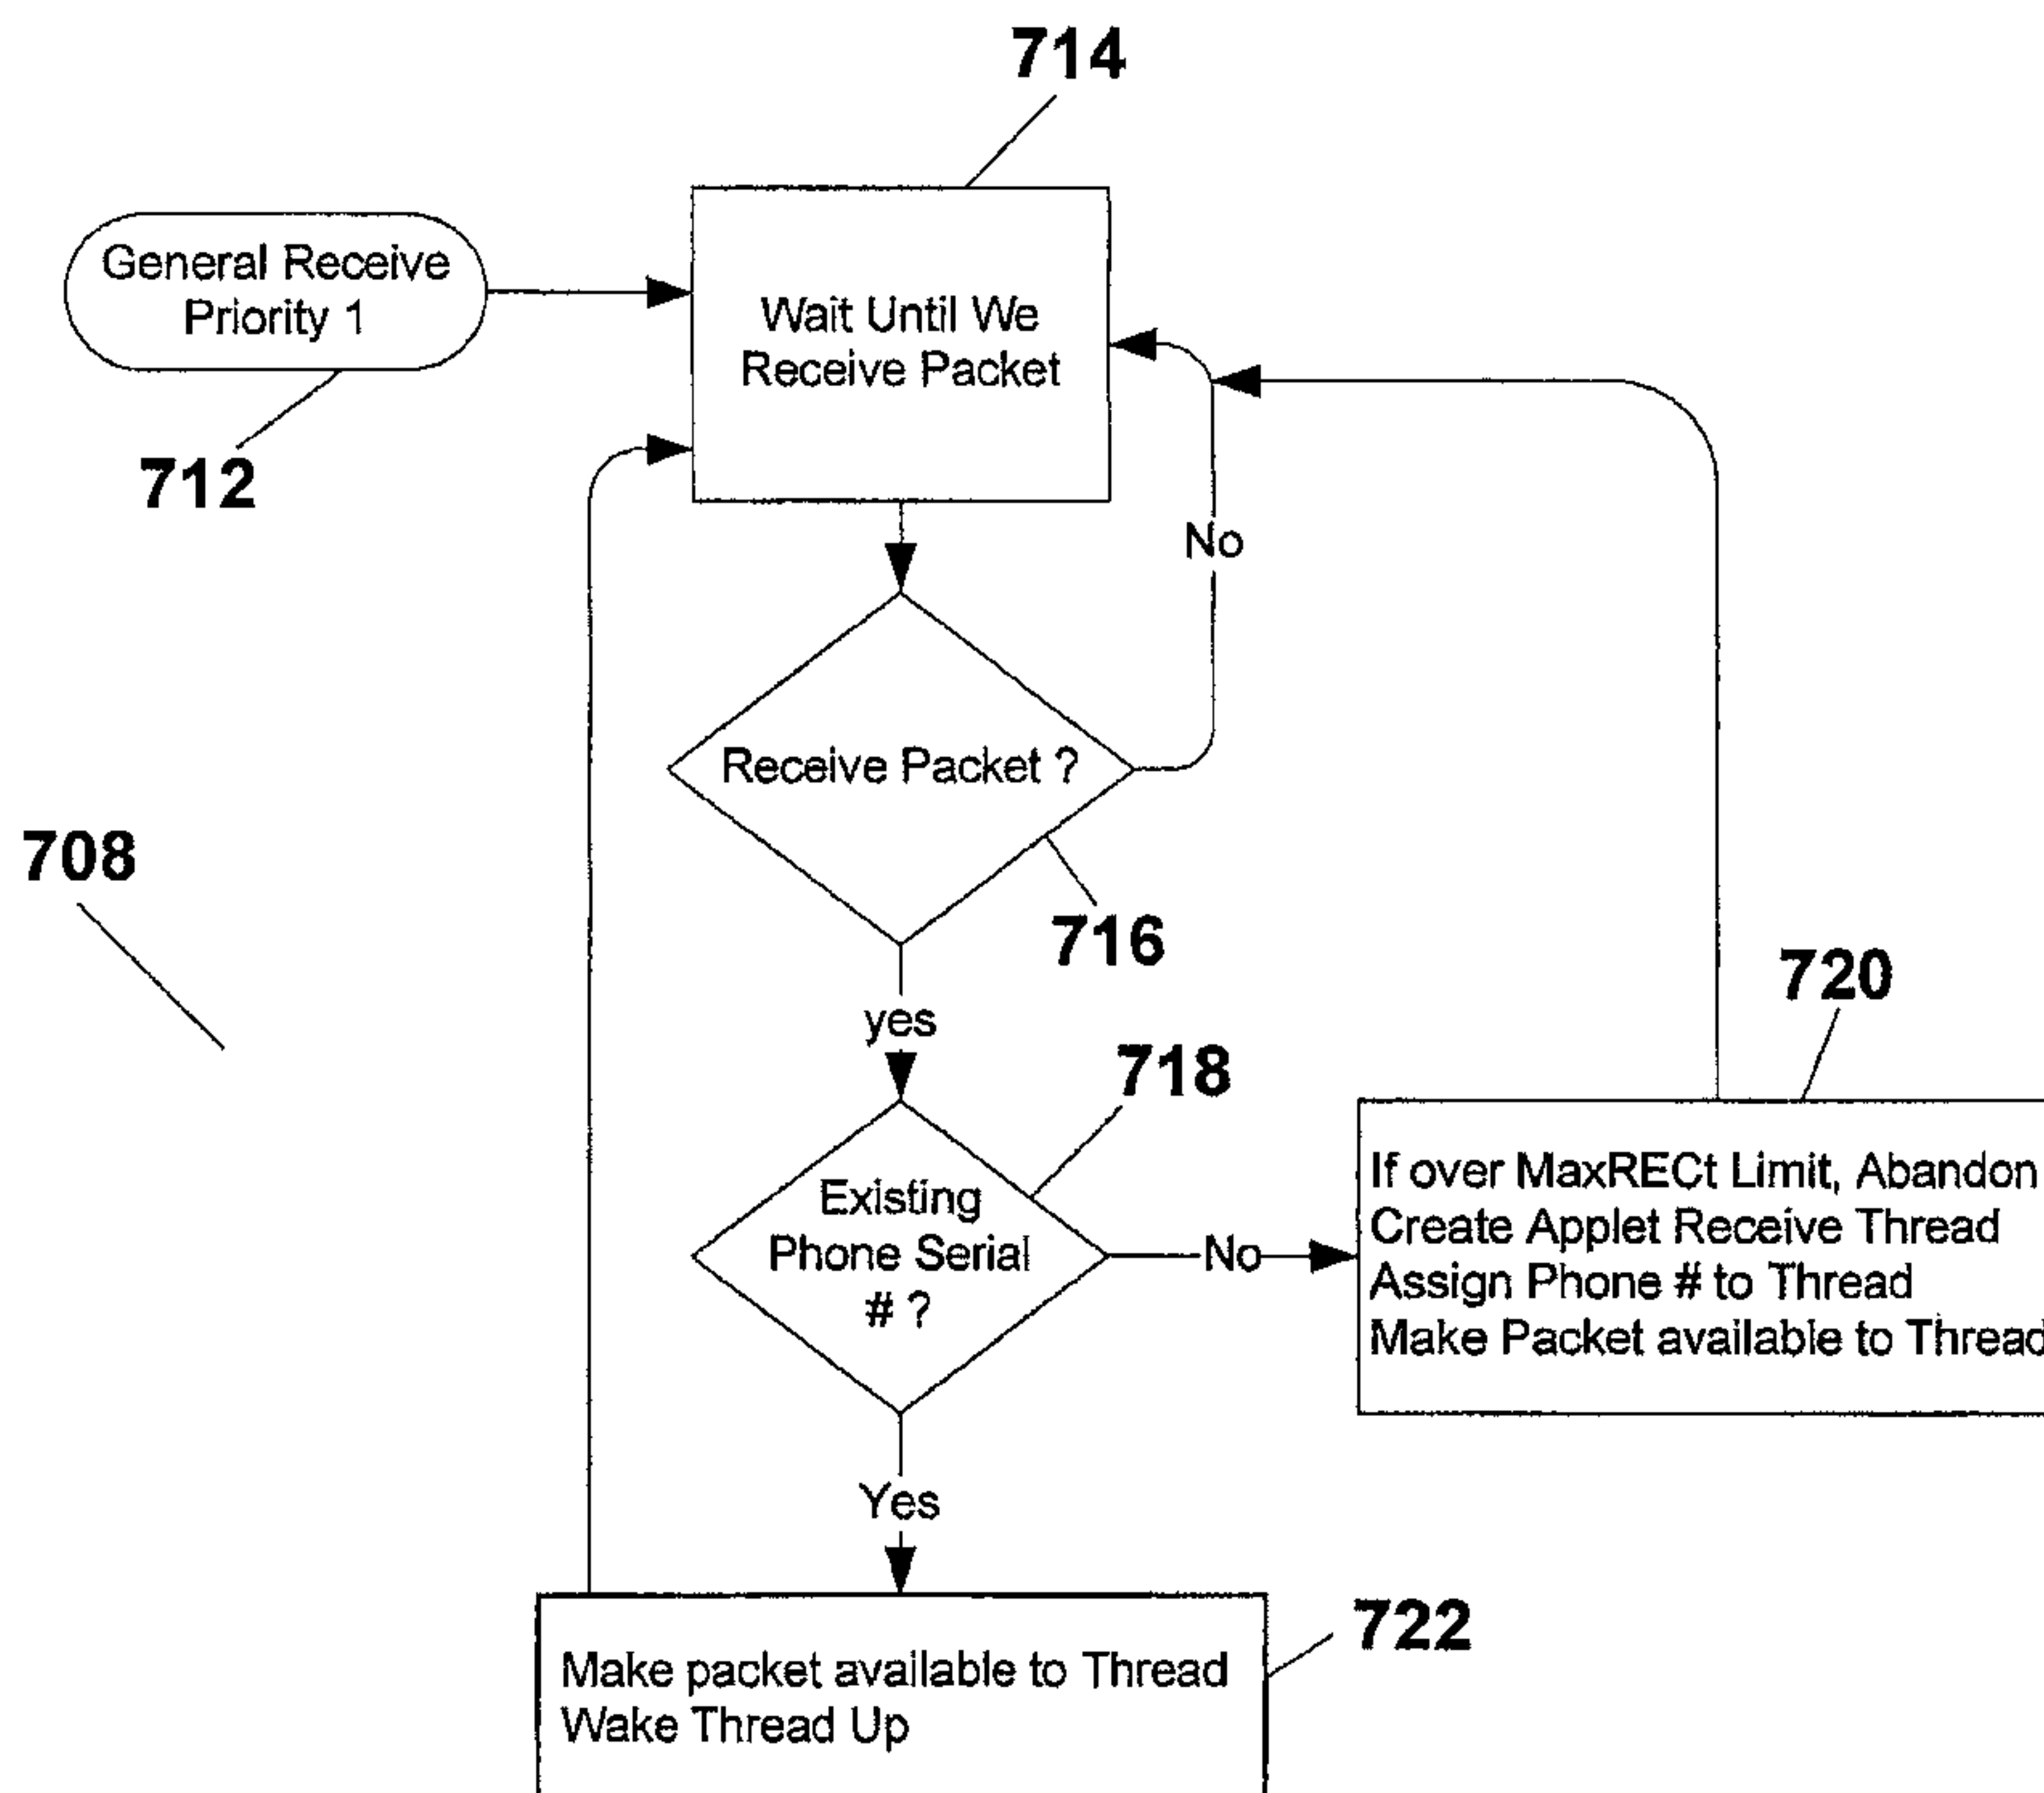 714
General Receive
Priority 1
712
Wait Until We
Receive Packet
No
Receive Packet ?
716
708
yes
718
720
Existing
Phone Serial
# ?
No
If over MaxRECt Limit, Abandon
Create Applet Receive Thread
Assign Phone # to Thread
Make Packet available to Thread
Yes
722
Make packet available to Thread
Wake Thread Up